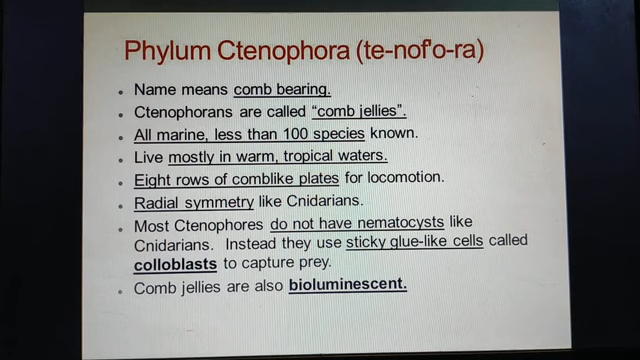 Phylum Ctenophora (te-nof'o-ra)
• Name means comb bearing.
• Ctenophorans are called “comb jellies”.
• All marine, less than 100 species known.
• Live mostly in warm, tropical waters.
• Eight rows of comblike plates for locomotion.
• Radial symmetry like Cnidarians.
• Most Ctenophores do not have nematocysts like
Cnidarians. Instead they use sticky glue-like cells called
colloblasts to capture prey.
• Comb jellies are also bioluminescent.